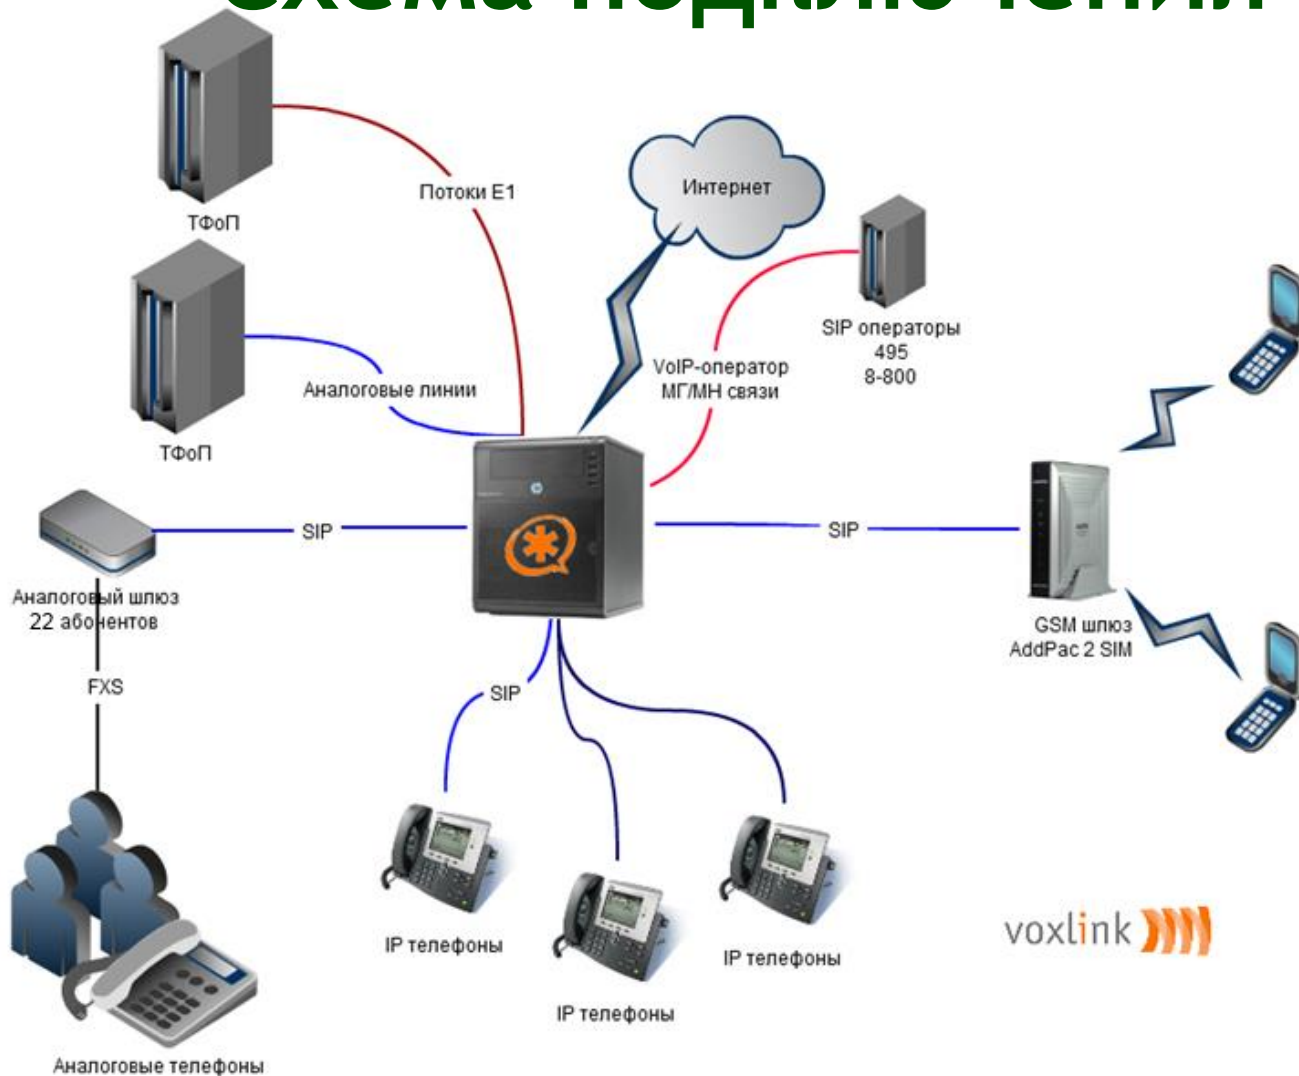 Схема подключения
ТФоП
Потоки Е1
Интернет
ТФоП
Аналоговые линии
VoIP-оператор
МГ/МН связи
SIP операторы
495
8-800
SIP
SIP
Аналоговый шлюз
22 абонентов
FXS
GSM шлюз
AddPac 2 SIM
SIP
IP телефоны
IP телефоны
IP телефоны
voxlink
Аналоговые телефоны